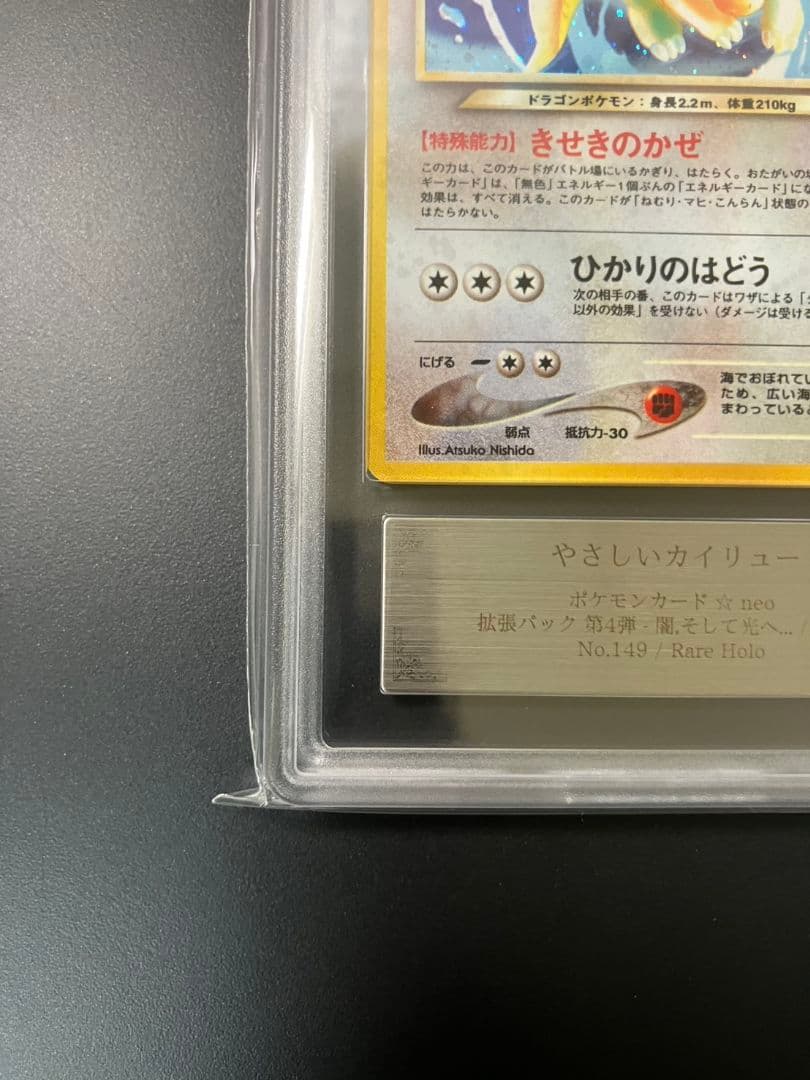 ドラゴンポケモン：身長2.2m、体重210kg
【特殊能力】きせきのかぜ
この力は、このカードがバトル場にいるかぎり、はたらく。おたがいの場
ギーカード」は、「無色」エネルギー1個ぶんの「エネルギーカード」にな
効果は、すべて消える。このカードが「ねむり・マヒ・こんらん」状態の
はたらかない。
ひかりのはどう
次の相手の番、このカードはワザによる「ダ
以外の効果」を受けない（ダメージは受ける
にげる
海でおぼれてい
ため、広い海
まわっていると
弱点 抵抗力-30
Illus.Atsuko Nishida
やさしいカイリュー
ポケモンカード ☆ neo
拡張パック 第4弾 - 闇,そして光へ... /
No.149 / Rare Holo